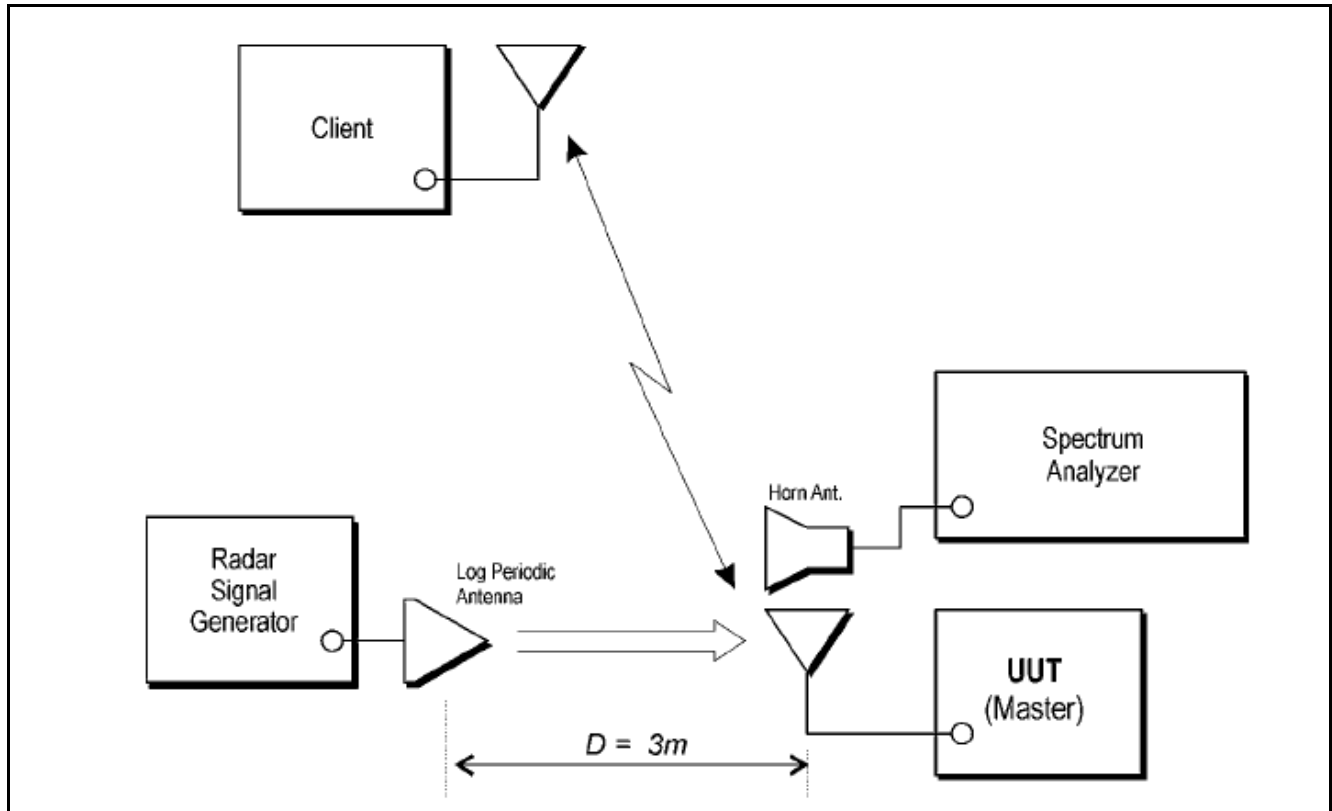 Client
Spectrum
Analyzer
Horn Ant.
Radar
Signal
Generator
Log Periodic
Antenna
UUT
(Master)
D = 3m